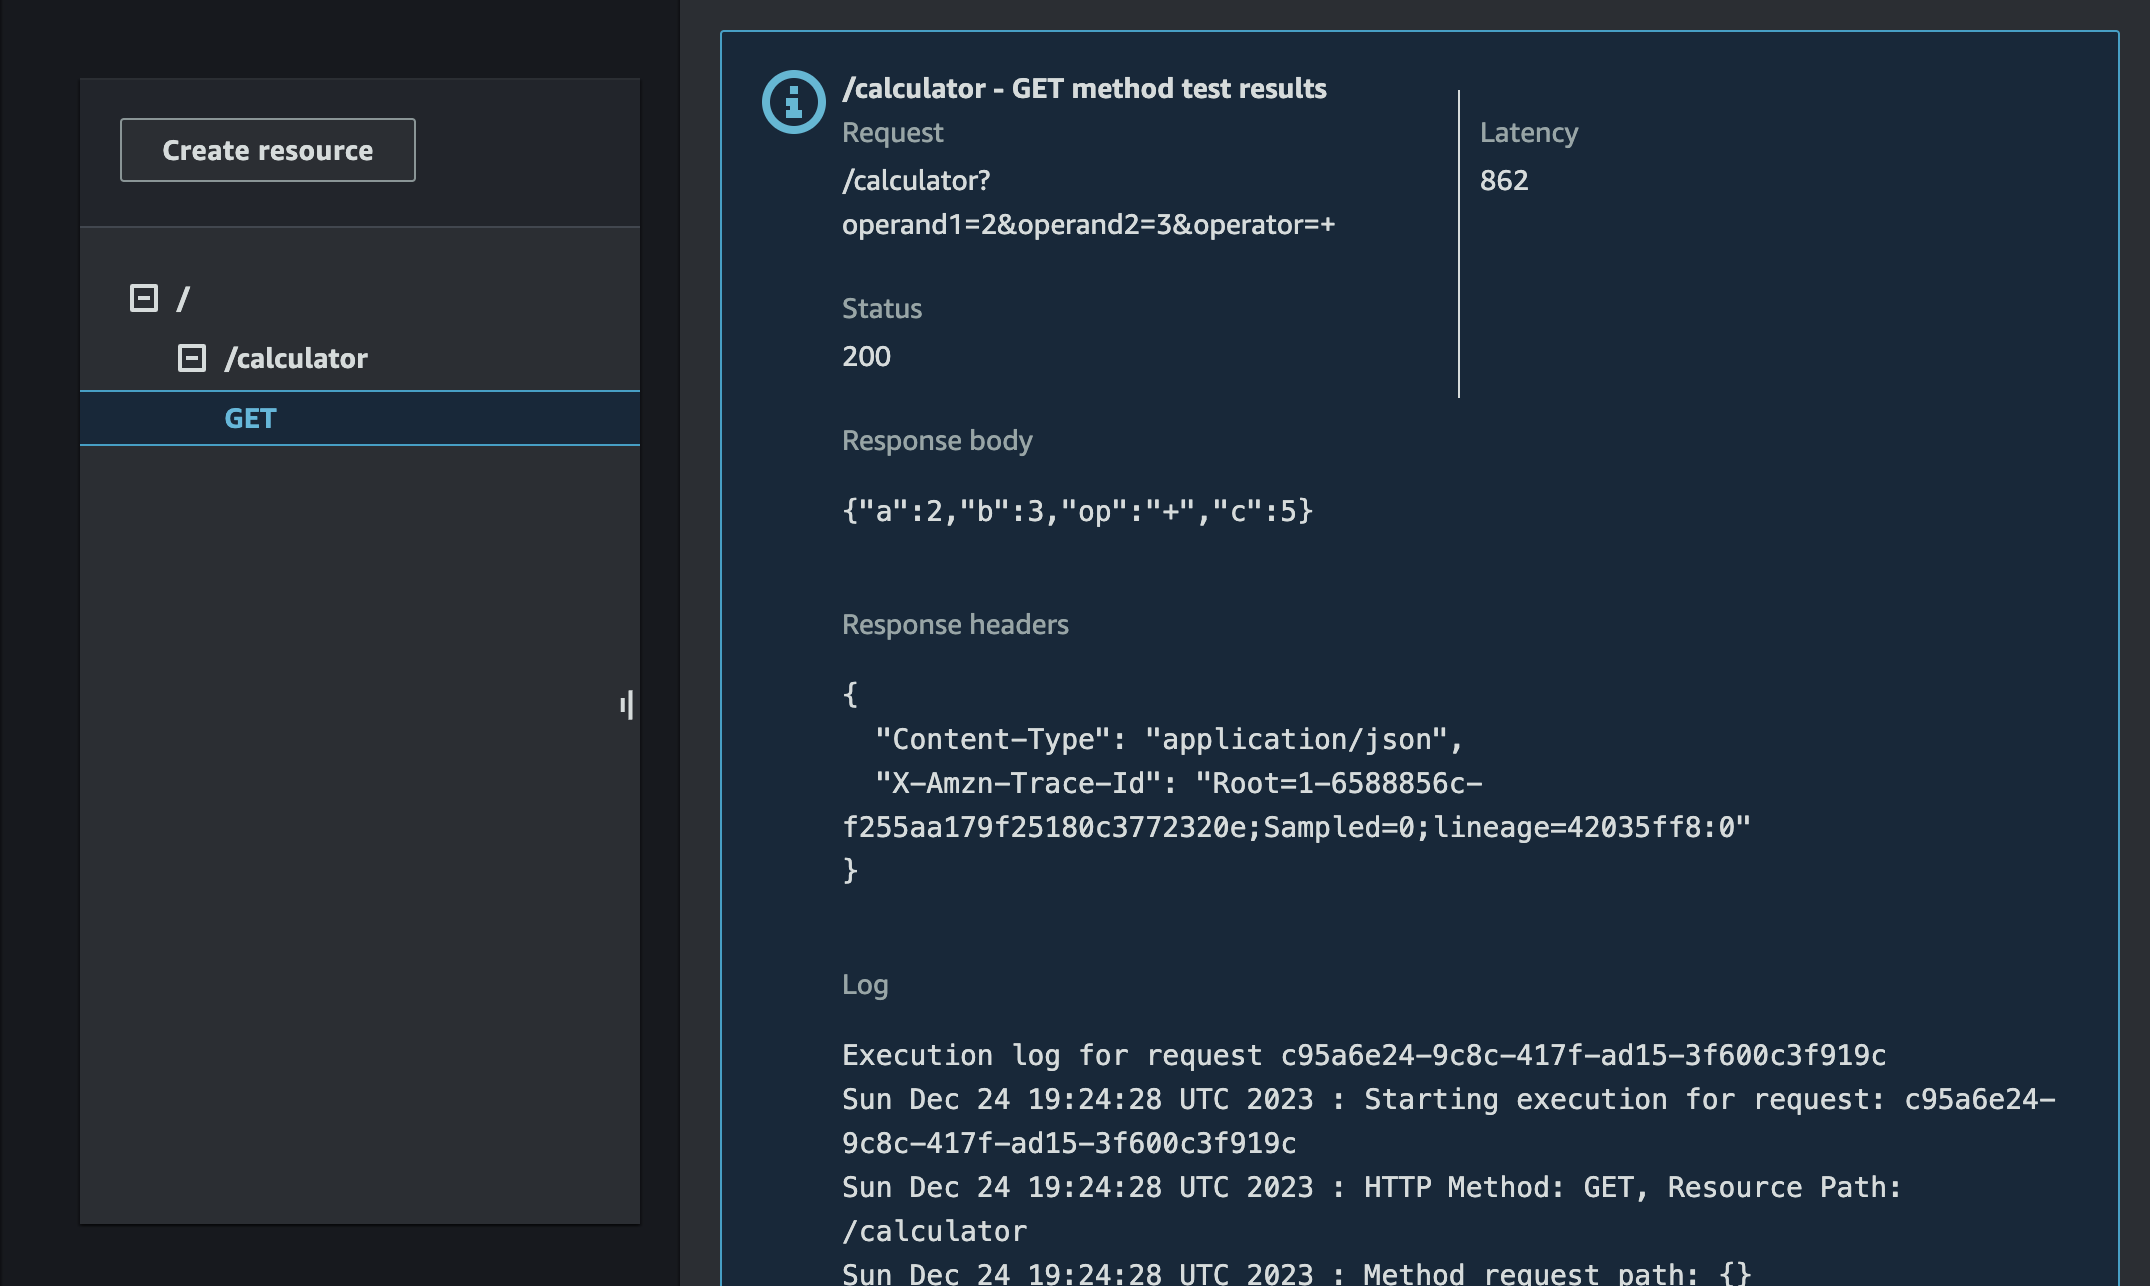 Create resource
/
/calculator
GET
/calculator - GET method test results
Request
/calculator?
operand1=2&operand2=3&operator=+
Latency
862
Status
200
Response body
{"a":2,"b":3,"op":"+","c":5}
Response headers
{
"Content-Type": "application/json",
"X-Amzn-Trace-Id": "Root=1-6588856c-
f255aa179f25180c3772320e;Sampled=0;lineage=42035ff8:0"
}
Log
Execution log for request c95a6e24-9c8c-417f-ad15-3f600c3f919c
Sun Dec 24 19:24:28 UTC 2023 : Starting execution for request: c95a6e24-
9c8c-417f-ad15-3f600c3f919c
Sun Dec 24 19:24:28 UTC 2023 : HTTP Method: GET, Resource Path:
/calculator
Sun Dec 24 19:24:28 UTC 2023 : Method request path: {}